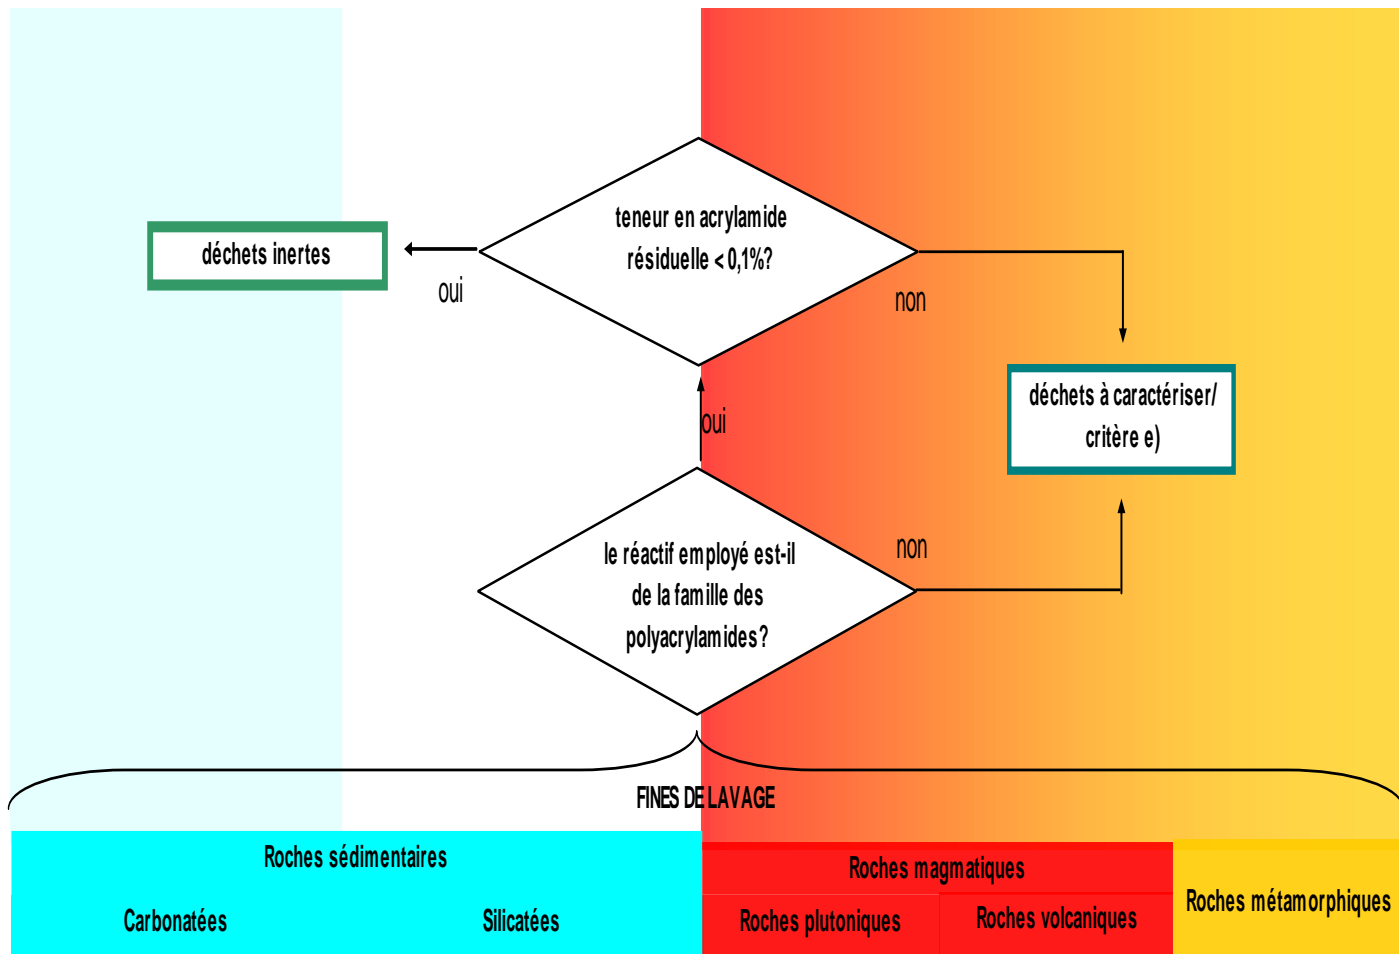 teneur en acrylamide
résiduelle < 0,1%?
déchets inertes
oui
non
déchets à caractériser/
critère e)
oui
le réactif employé est-il
de la famille des
polyacrylamides?
non
FINES DE LAVAGE
Roches sédimentaires
Roches magmatiques
Roches métamorphiques
Carbonatées
Silicatées
Roches plutoniques
Roches volcaniques